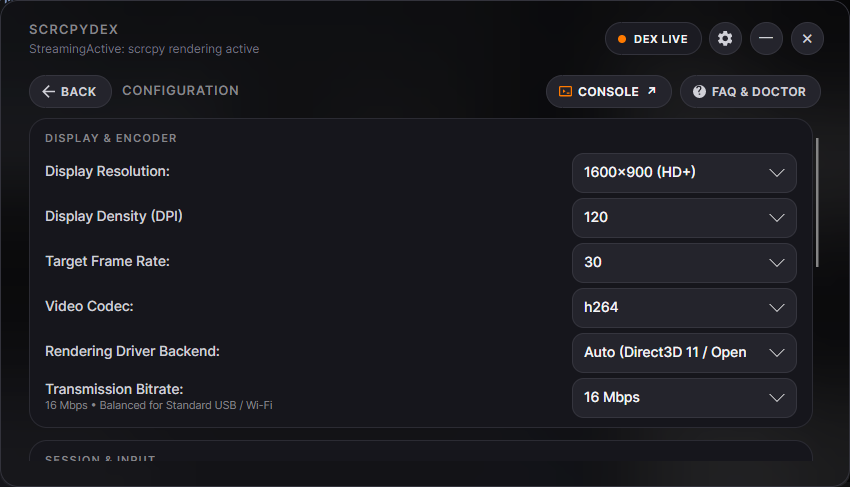 SCRCPYDEX
StreamingActive: scrcpy rendering active
DEX LIVE
BACK
CONFIGURATION
CONSOLE
FAQ & DOCTOR
DISPLAY & ENCODER
Display Resolution:
1600×900 (HD+)
Display Density (DPI)
120
Target Frame Rate:
30
Video Codec:
h264
Rendering Driver Backend:
Auto (Direct3D 11 / Open
Transmission Bitrate:
16 Mbps • Balanced for Standard USB / Wi-Fi
16 Mbps
SESSION & INPUT